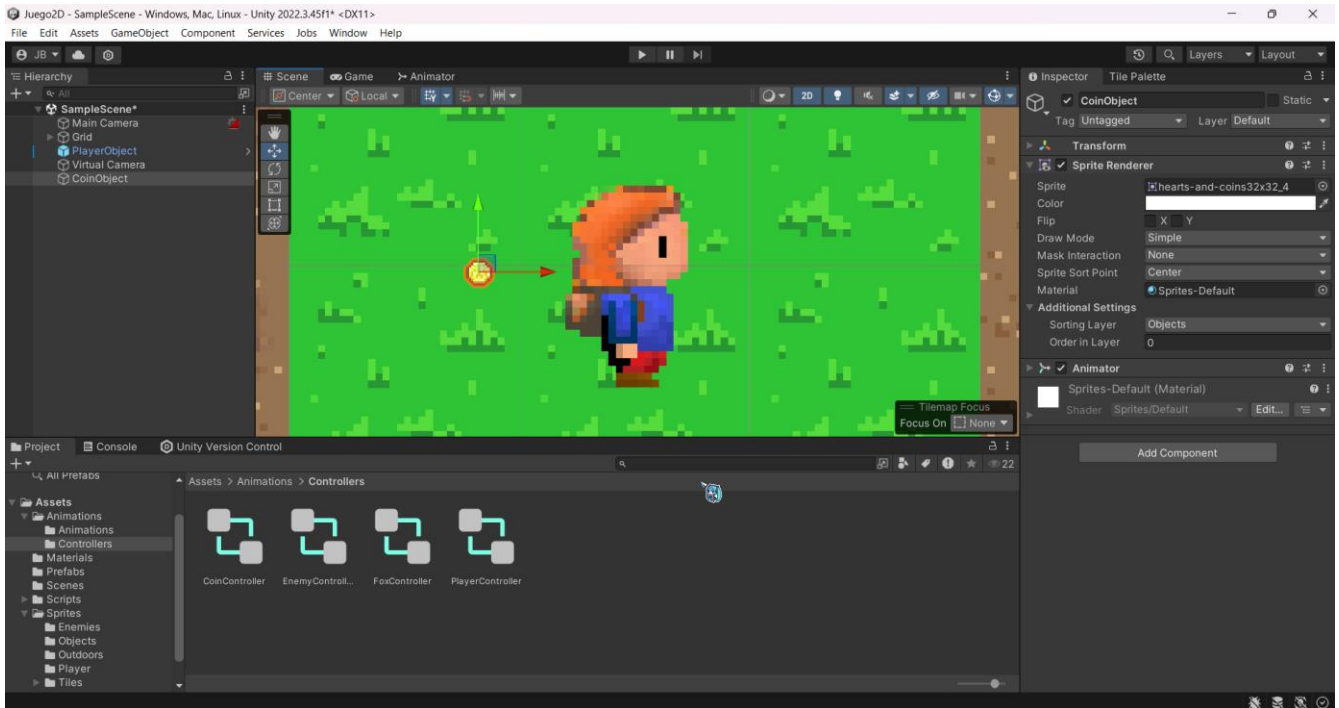 Juego2D - SampleScene - Windows, Mac, Linux - Unity 2022.3.45f1* <DX11>
File Edit Assets GameObject Component Services Jobs Window Help
JB Layers Layout
Hierarchy
All
SampleScene*
Main Camera
Grid
PlayerObject
Virtual Camera
CoinObject
Scene Game Animator
Center Local 2D
Tilemap Focus
Focus On None
Inspector Tile Palette
CoinObject Static
Tag Untagged Layer Default
Transform
Sprite Renderer
Sprite hearts-and-coins32x32_4
Color
Flip X Y
Draw Mode Simple
Mask Interaction None
Sprite Sort Point Center
Material Sprites-Default
Additional Settings
Sorting Layer Objects
Order in Layer 0
Animator
Sprites-Default (Material)
Shader Sprites/Default Edit...
Add Component
Project Console Unity Version Control
22
All Prefabs
Assets
Animations
Animations
Controllers
Materials
Prefabs
Scenes
Scripts
Sprites
Enemies
Objects
Outdoors
Player
Tiles
Assets > Animations > Controllers
CoinController EnemyControll... FoxController PlayerController